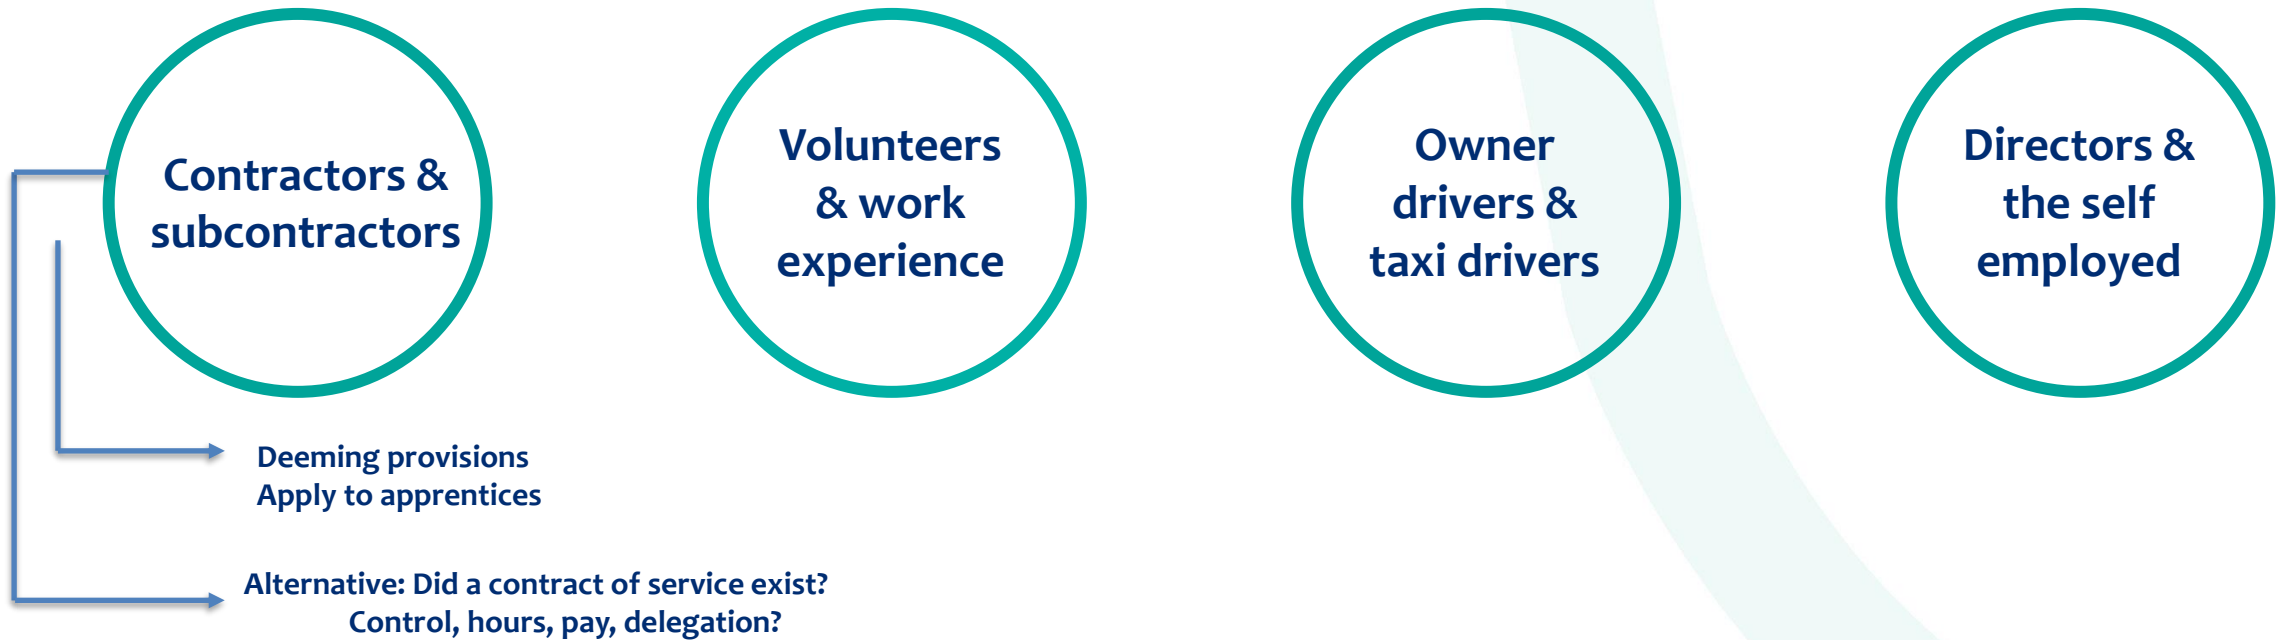 Contractors &
subcontractors
Volunteers
& work
experience
Owner
drivers &
taxi drivers
Directors &
the self
employed
Deeming provisions
Apply to apprentices
Alternative: Did a contract of service exist?
Control, hours, pay, delegation?